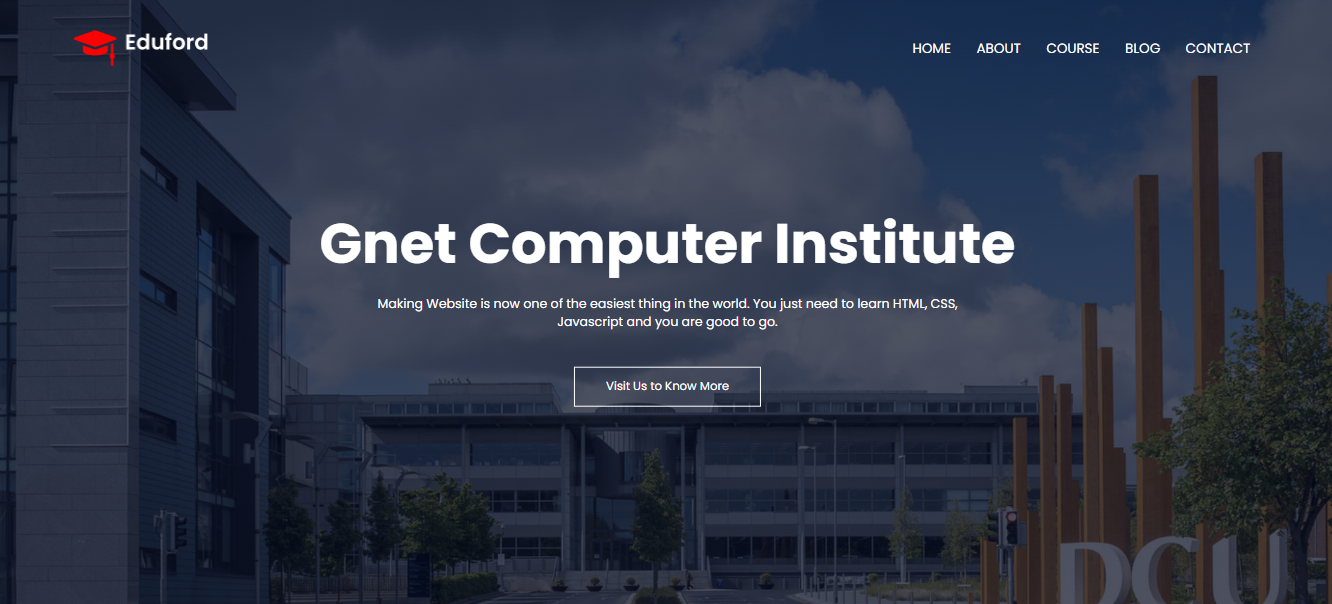 Eduford
HOME ABOUT COURSE BLOG CONTACT
Gnet Computer Institute
Making Website is now one of the easiest thing in the world. You just need to learn HTML, CSS,
Javascript and you are good to go.
Visit Us to Know More
DCU